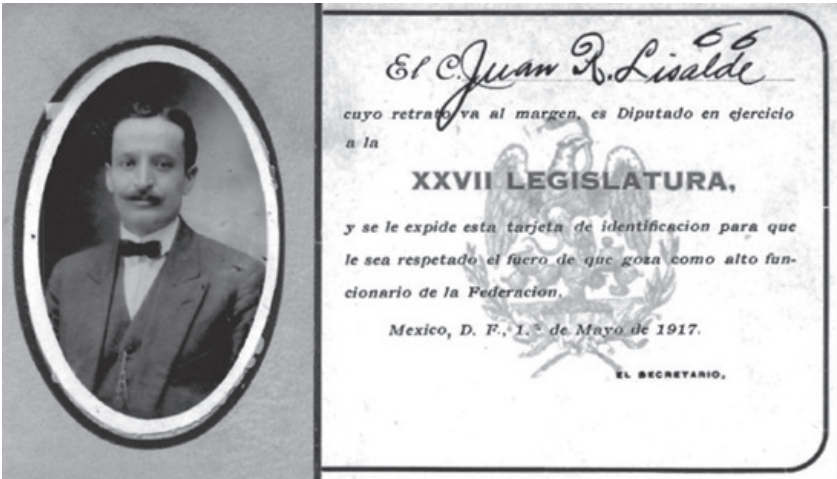 66
El C. Juan R. Lisalde
cuyo retrato va al margen, es Diputado en ejercicio
a la
XXVII LEGISLATURA,
y se le expide esta tarjeta de identificacion para que
le sea respetado el fuero de que goza como alto fun-
cionario de la Federacion.
Mexico, D. F., 1.º de Mayo de 1917.
EL SECRETARIO,